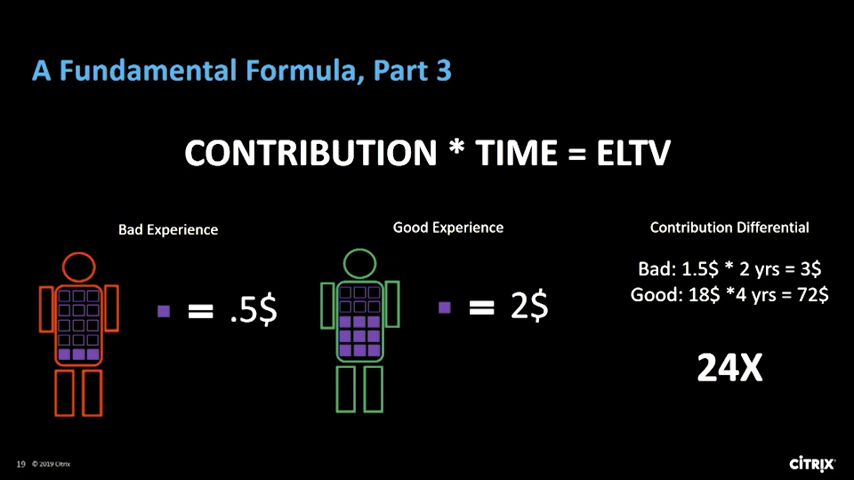 A Fundamental Formula, Part 3
CONTRIBUTION * TIME = ELTV
Bad Experience
= .5$
Good Experience
= 2$
Contribution Differential
Bad: 1.5$ * 2 yrs = 3$
Good: 18$ *4 yrs = 72$
24X
19 © 2019 Citrix
CITRIX